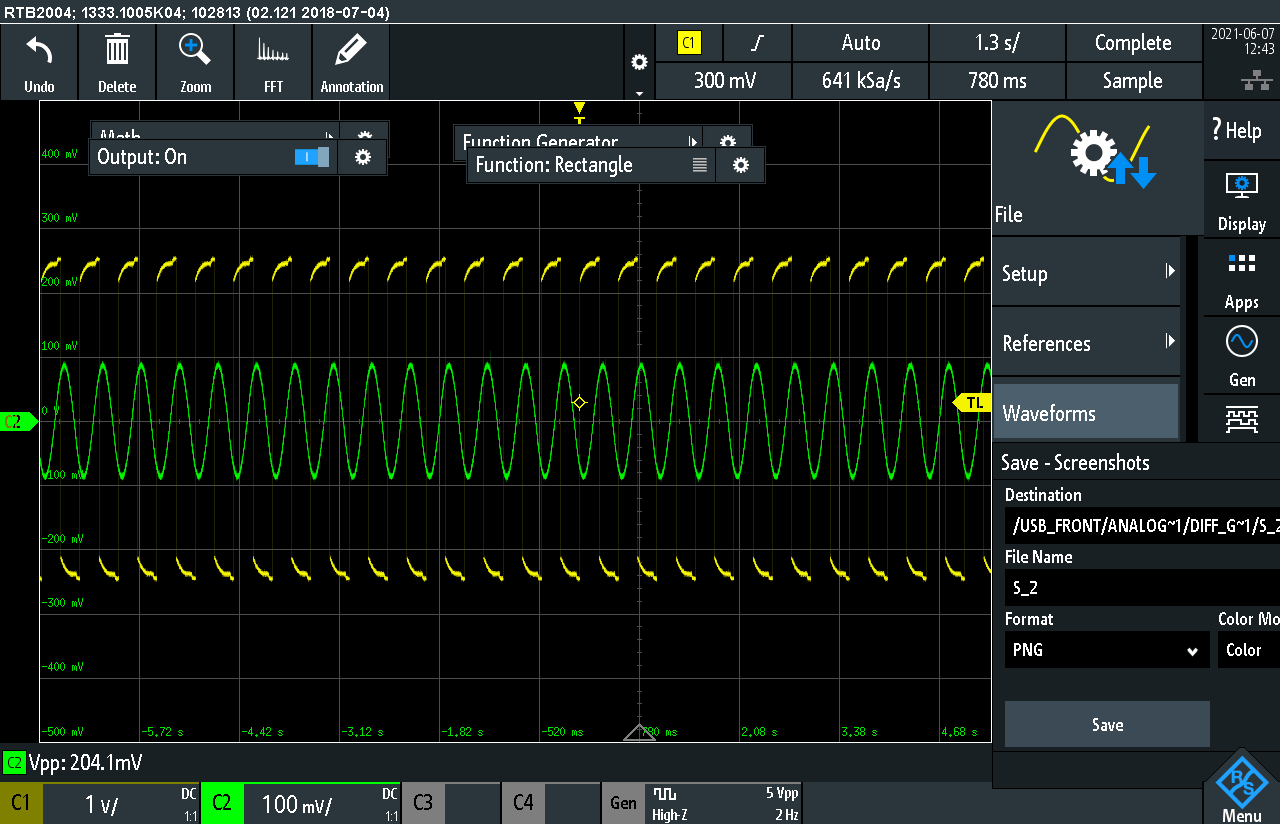 RTB2004; 1333.1005K04; 102813 (02.121 2018-07-04)
Undo
Delete
Zoom
FFT
Annotation
C1
Auto
1.3 s/
Complete
300 mV
641 kSa/s
780 ms
Sample
2021-06-07
12:43
Math
Output: On
Function Generator
Function: Rectangle
400 mV
300 mV
200 mV
100 mV
0 V
-100 mV
-200 mV
-300 mV
-400 mV
-500 mV
-5.72 s
-4.42 s
-3.12 s
-1.82 s
-520 ms
780 ms
2.08 s
3.38 s
4.68 s
C2
TL
File
Setup
References
Waveforms
Save - Screenshots
Destination
/USB_FRONT/ANALOG~1/DIFF_G~1/S_2
File Name
S_2
Format
Color Mo
PNG
Color
Save
? Help
Display
Apps
Gen
R&S
Menu
C2 Vpp: 204.1mV
C1
1 V/
DC
1:1
C2
100 mV/
DC
1:1
C3
C4
Gen
High-Z
5 Vpp
2 Hz